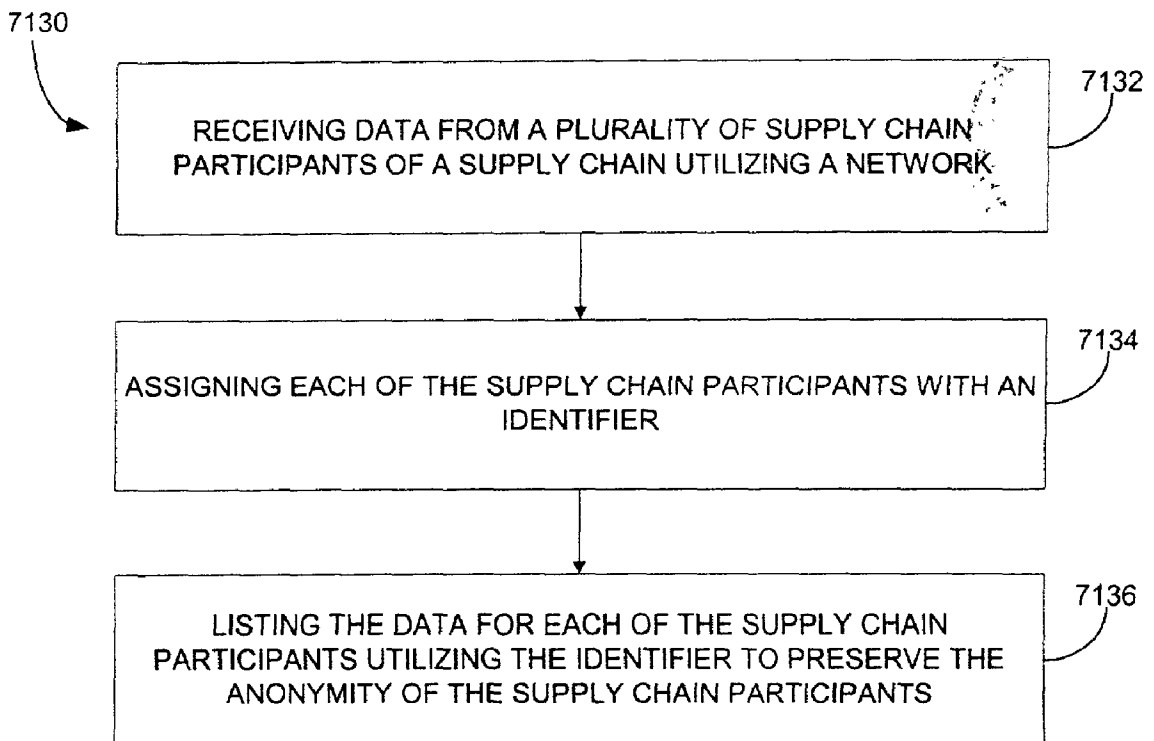 7130
7132
RECEIVING DATA FROM A PLURALITY OF SUPPLY CHAIN
PARTICIPANTS OF A SUPPLY CHAIN UTILIZING A NETWORK
7134
ASSIGNING EACH OF THE SUPPLY CHAIN PARTICIPANTS WITH AN
IDENTIFIER
7136
LISTING THE DATA FOR EACH OF THE SUPPLY CHAIN
PARTICIPANTS UTILIZING THE IDENTIFIER TO PRESERVE THE
ANONYMITY OF THE SUPPLY CHAIN PARTICIPANTS